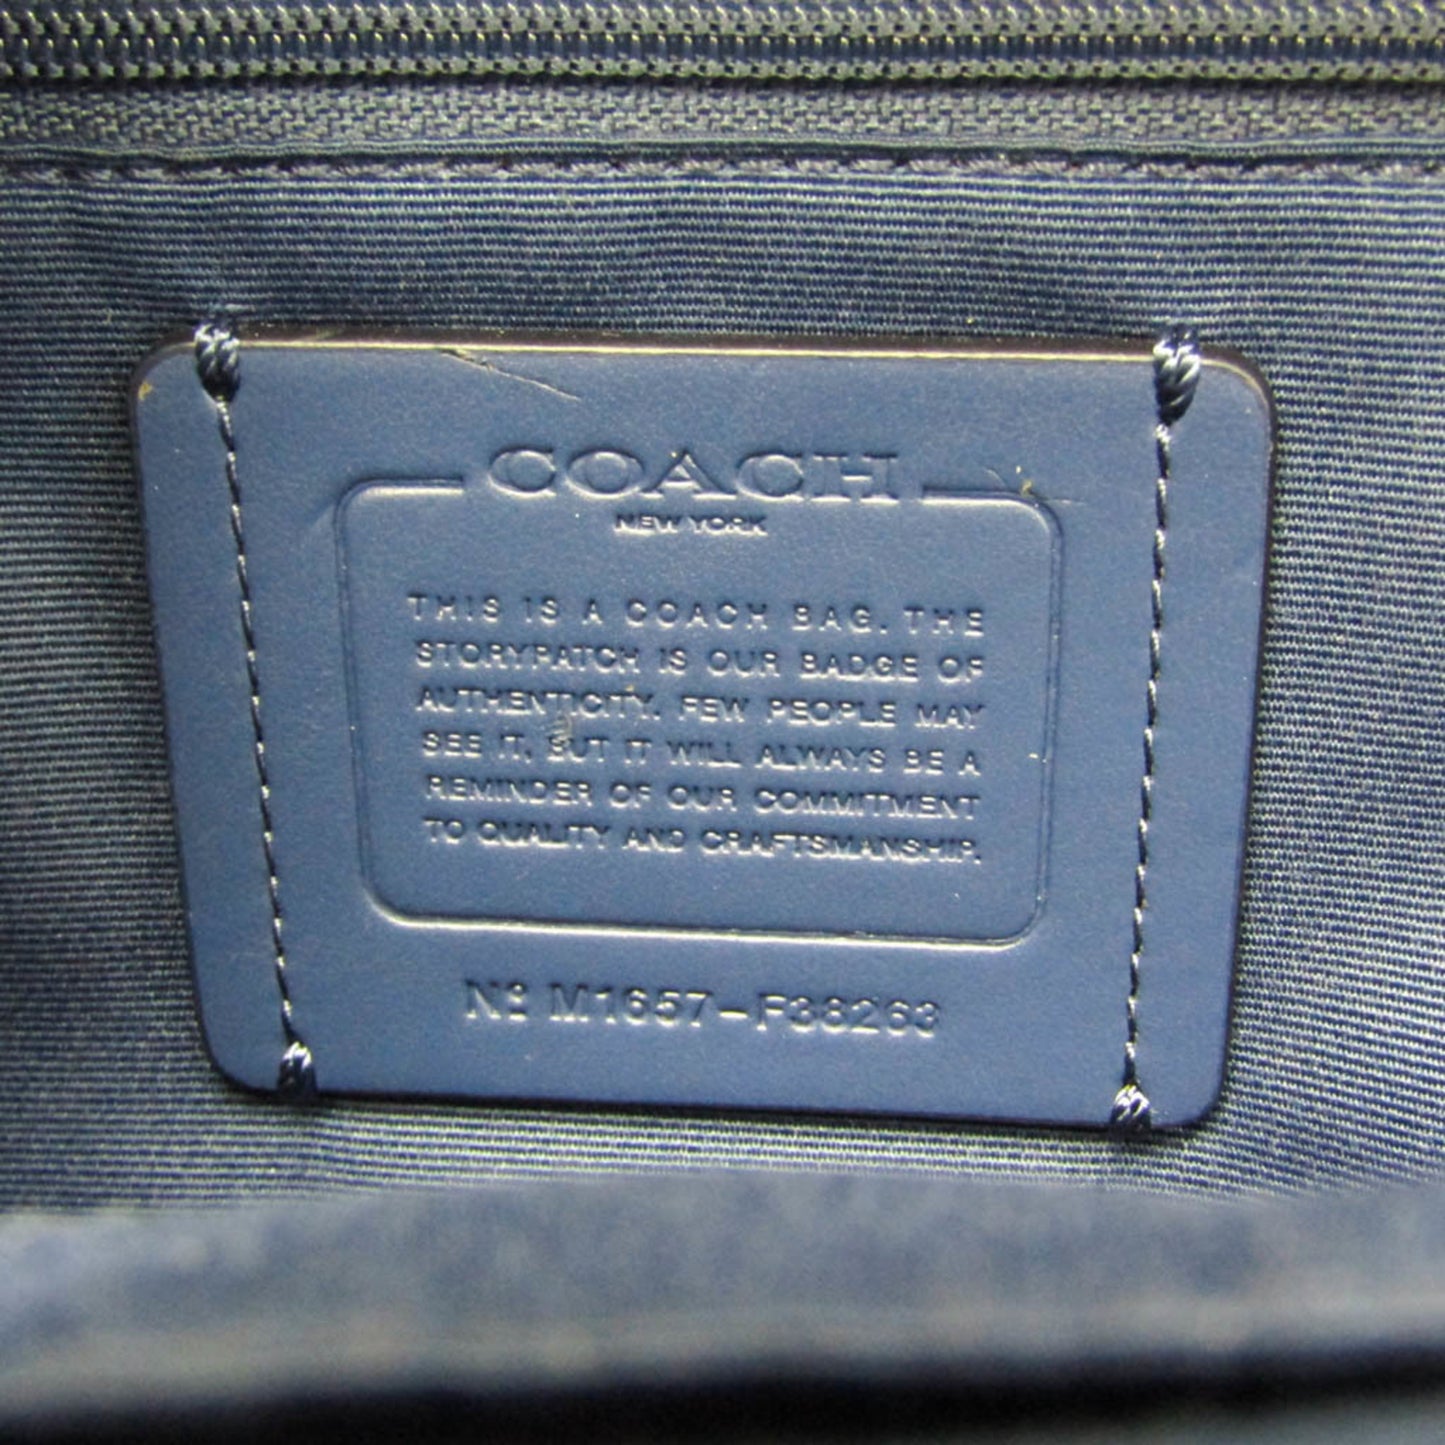 COACH
NEW YORK
THIS IS A COACH BAG. THE
STORYPATCH IS OUR BADGE OF
AUTHENTICITY. FEW PEOPLE MAY
SEE IT, BUT IT WILL ALWAYS BE A
REMINDER OF OUR COMMITMENT
TO QUALITY AND CRAFTSMANSHIP.
Nº M1657-F38263